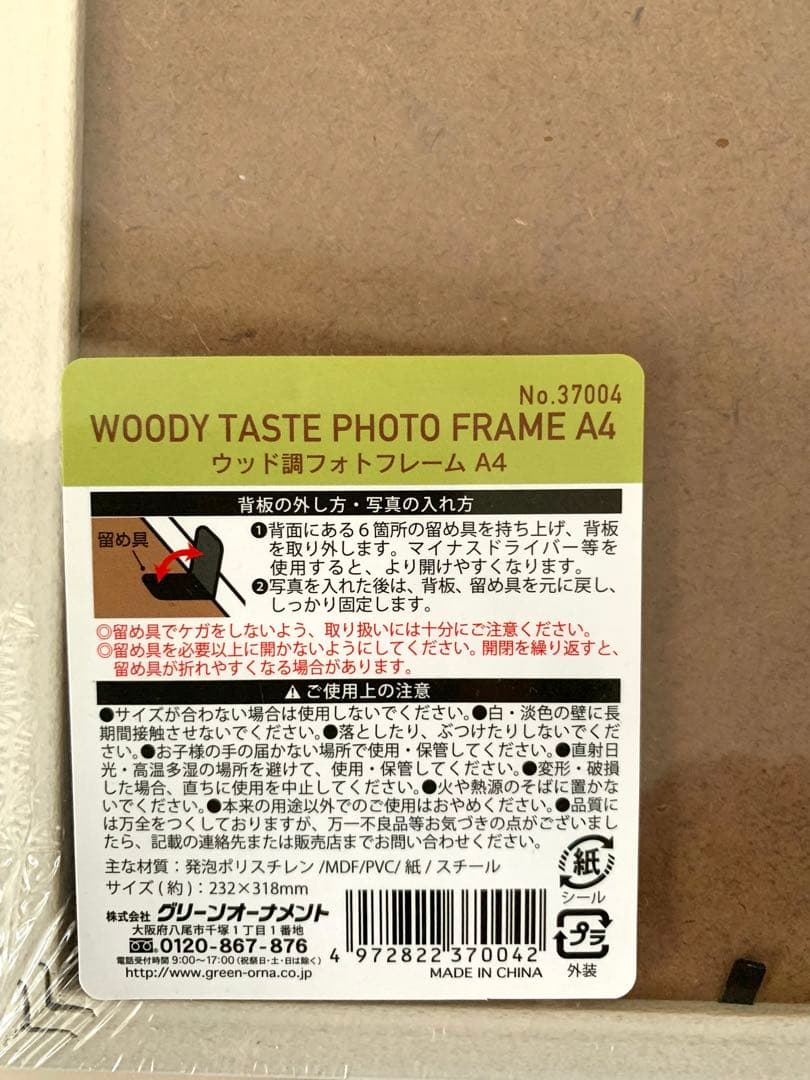 No.37004
WOODY TASTE PHOTO FRAME A4
ウッド調フォトフレーム A4
背板の外し方・写真の入れ方
留め具
❶背面にある6箇所の留め具を持ち上げ、背板
を取り外します。マイナスドライバー等を
使用すると、より開けやすくなります。
❷写真を入れた後は、背板、留め具を元に戻し、
しっかり固定します。
◎留め具でケガをしないよう、取り扱いには十分にご注意ください。
◎留め具を必要以上に開かないようにしてください。開閉を繰り返すと、
留め具が折れやすくなる場合があります。
⚠ご使用上の注意
●サイズが合わない場合は使用しないでください。●白・淡色の壁に長
期間接触させないでください。●落としたり、ぶつけたりしないでくだ
さい。●お子様の手の届かない場所で使用・保管してください。●直射日
光・高温多湿の場所を避けて、使用・保管してください。●変形・破損
した場合、直ちに使用を中止してください。●火や熱源のそばに置かな
いでください。●本来の用途以外でのご使用はおやめください。●品質に
は万全をつくしておりますが、万一不良品等お気づきの点がございまし
たら、記載の連絡先または販売店までお問い合わせください。
主な材質：発泡ポリスチレン/MDF/PVC/紙/スチール
サイズ(約)：232×318mm
株式会社グリーンオーナメント
大阪府八尾市千塚1丁目1番地
0120-867-876
電話受付時間 9:00～17:00（祝祭日・土・日は除く）
http://www.green-orna.co.jp
4 972822 370042
MADE IN CHINA
紙
シール
プラ
外装